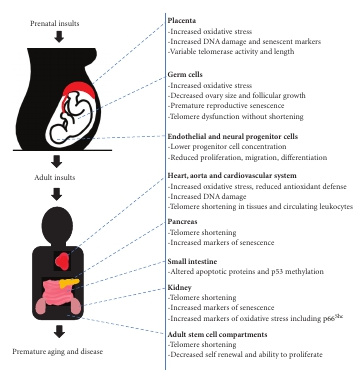 Prenatal insults
Adult insults
Premature aging and disease
Placenta
-Increased oxidative stress
-Increased DNA damage and senescent markers
-Variable telomerase activity and length
Germ cells
-Increased oxidative stress
-Decreased ovary size and follicular growth
-Premature reproductive senescence
-Telomere dysfunction without shortening
Endothelial and neural progenitor cells
-Lower progenitor cell concentration
-Reduced proliferation, migration, differentiation
Heart, aorta and cardiovascular system
-Increased oxidative stress, reduced antioxidant defense
-Increased DNA damage
-Telomere shortening in tissues and circulating leukocytes
Pancreas
-Telomere shortening
-Increased markers of senescence
Small intestine
-Altered apoptotic proteins and p53 methylation
Kidney
-Telomere shortening
-Increased markers of senescence
-Increased markers of oxidative stress including p66Shc
Adult stem cell compartments
-Telomere shortening
-Decreased self renewal and ability to proliferate